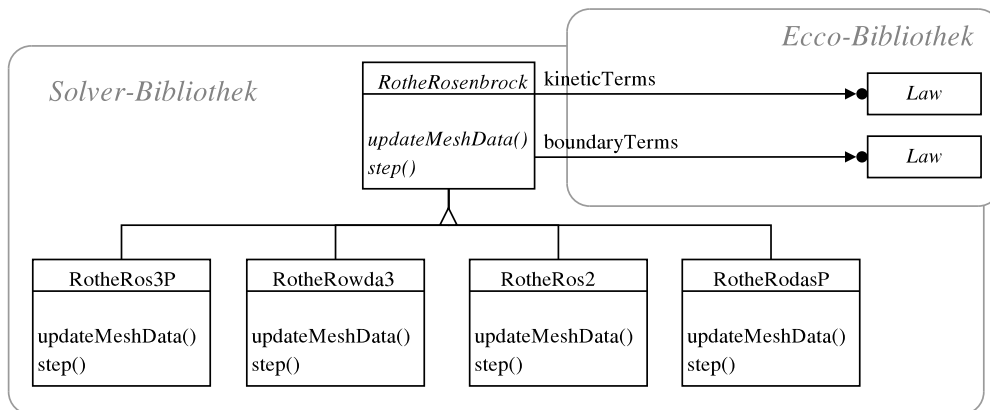 Ecco-Bibliothek
Solver-Bibliothek
RotheRosenbrock
updateMeshData()
step()
kineticTerms
Law
boundaryTerms
Law
RotheRos3P
updateMeshData()
step()
RotheRowda3
updateMeshData()
step()
RotheRos2
updateMeshData()
step()
RotheRodasP
updateMeshData()
step()